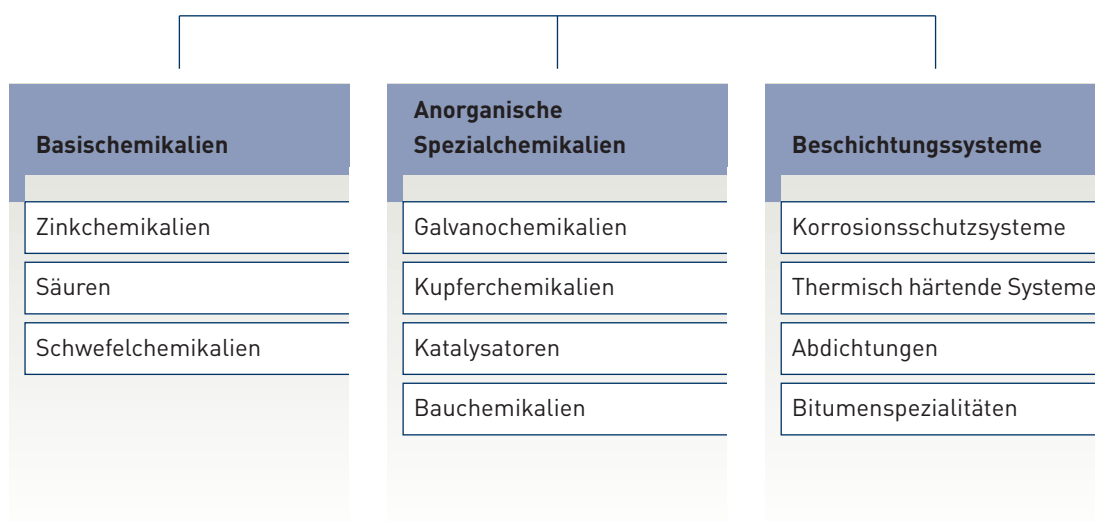 Basischemikalien
Zinkchemikalien
Säuren
Schwefelchemikalien
Anorganische
Spezialchemikalien
Galvanochemikalien
Kupferchemikalien
Katalysatoren
Bauchemikalien
Beschichtungssysteme
Korrosionsschutzsysteme
Thermisch härtende Systeme
Abdichtungen
Bitumenspezialitäten